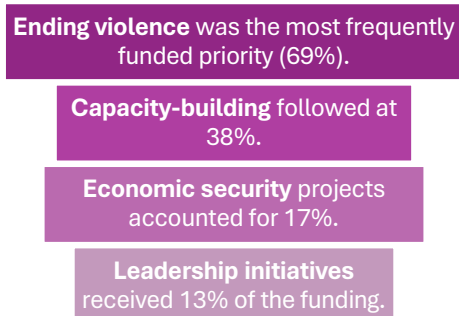 Ending violence was the most frequently
funded priority (69%).
Capacity-building followed at
38%.
Economic security projects
accounted for 17%.
Leadership initiatives
received 13% of the funding.